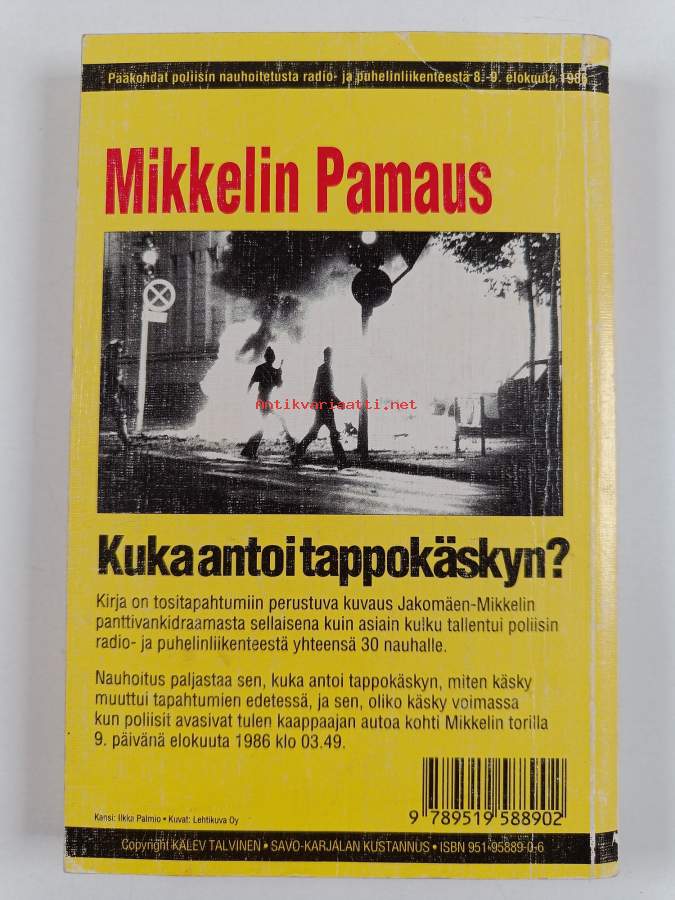 Pääkohdat poliisin nauhoitetusta radio- ja puhelinliikenteestä 8.-9. elokuuta 1986
Mikkelin Pamaus
Antikvariaatti.net
Kuka antoi tappokäskyn?
Kirja on tositapahtumiin perustuva kuvaus Jakomäen-Mikkelin
panttivankidraamasta sellaisena kuin asiain kulku tallentui poliisin
radio- ja puhelinliikenteestä yhteensä 30 nauhalle.
Nauhoitus paljastaa sen, kuka antoi tappokäskyn, miten käsky
muuttui tapahtumien edetessä, ja sen, oliko käsky voimassa
kun poliisit avasivat tulen kaappaajan autoa kohti Mikkelin torilla
9. päivänä elokuuta 1986 klo 03.49.
Kansi: Ilkka Palmio • Kuvat: Lehtikuva Oy
9 789519 588902
Copyright KALEV TALVINEN • SAVO-KARJALAN KUSTANNUS • ISBN 951-95889-0-6